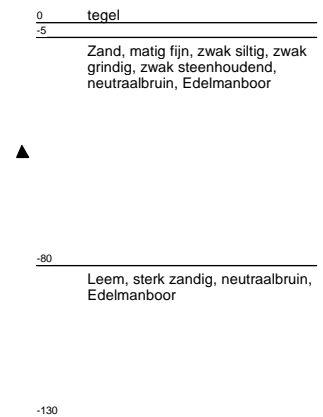 0 tegel
-5
Zand, matig fijn, zwak siltig, zwak
grindig, zwak steenhoudend,
neutraalbruin, Edelmanboor
-80
Leem, sterk zandig, neutraalbruin,
Edelmanboor
-130